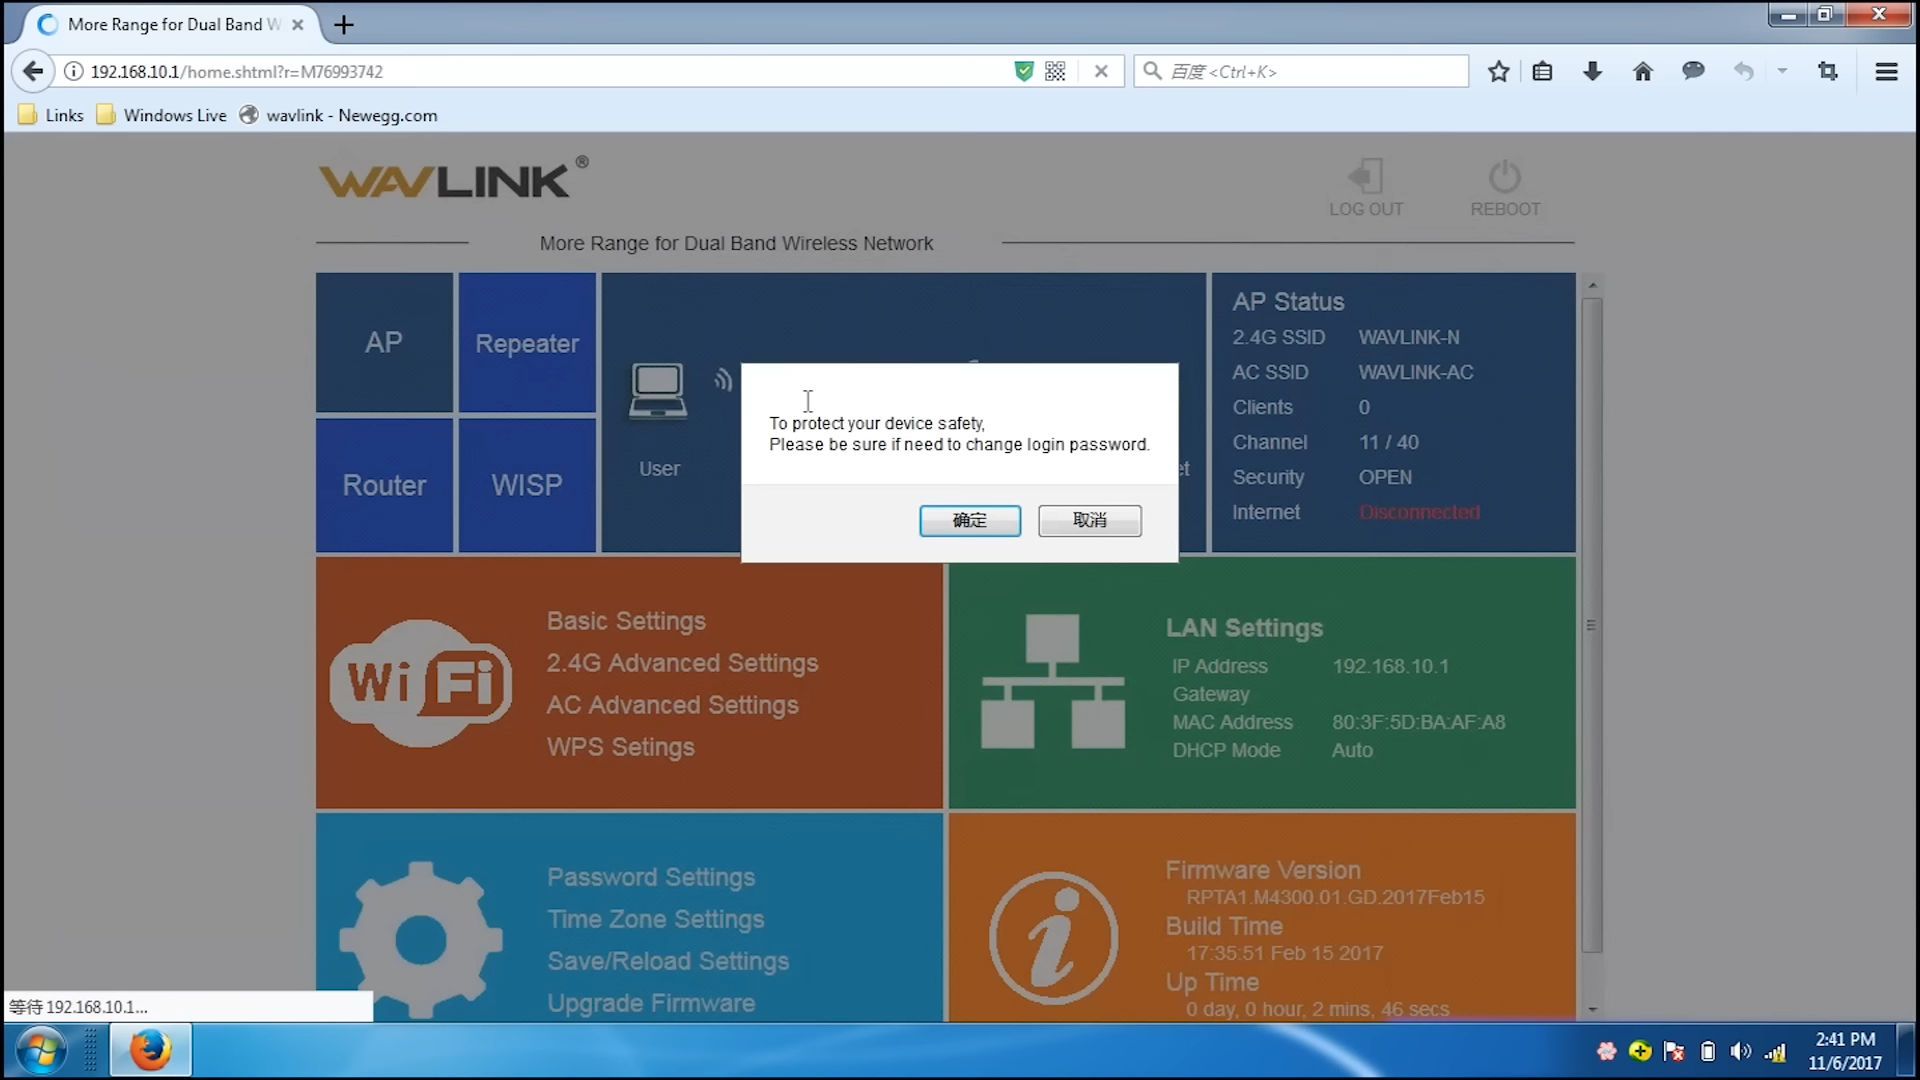 More Range for Dual Band W
192.168.10.1/home.shtml?r=M76993742
百度 <Ctrl+K>
Links
Windows Live
wavlink - Newegg.com
WAVLINK®
LOG OUT
REBOOT
More Range for Dual Band Wireless Network
AP
Repeater
Router
WISP
User
et
To protect your device safety,
Please be sure if need to change login password.
确定
取消
AP Status
2.4G SSID WAVLINK-N
AC SSID WAVLINK-AC
Clients 0
Channel 11 / 40
Security OPEN
Internet Disconnected
WiFi
Basic Settings
2.4G Advanced Settings
AC Advanced Settings
WPS Setings
LAN Settings
IP Address 192.168.10.1
Gateway
MAC Address 80:3F:5D:BA:AF:A8
DHCP Mode Auto
Password Settings
Time Zone Settings
Save/Reload Settings
Upgrade Firmware
Firmware Version
RPTA1.M4300.01.GD.2017Feb15
Build Time
17:35:51 Feb 15 2017
Up Time
0 day, 0 hour, 2 mins, 46 secs
等待 192.168.10.1...
2:41 PM
11/6/2017